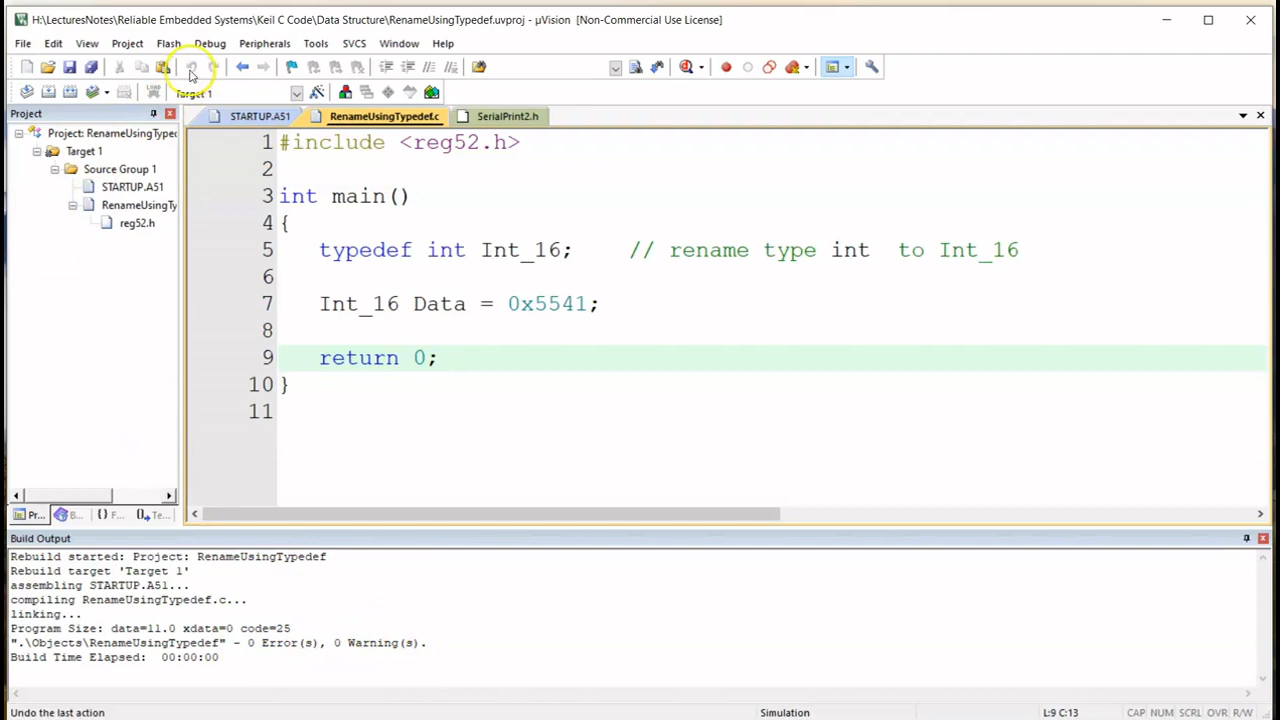 H:\LecturesNotes\Reliable Embedded Systems\Keil C Code\Data Structure\RenameUsingTypedef.uvproj - µVision  [Non-Commercial Use License]
File Edit View Project Flash Debug Peripherals Tools SVCS Window Help
LOAD Target 1
Project
STARTUP.A51 RenameUsingTypedef.c SerialPrint2.h
Project: RenameUsingTyped
Target 1
Source Group 1
STARTUP.A51
RenameUsingTy
reg52.h
1 #include <reg52.h>
2
3 int main()
4 {
5 typedef int Int_16; // rename type int to Int_16
6
7 Int_16 Data = 0x5541;
8
9 return 0;
10 }
11
Pr... B... {} F... Te...
Build Output
Rebuild started: Project: RenameUsingTypedef
Rebuild target 'Target 1'
assembling STARTUP.A51...
compiling RenameUsingTypedef.c...
linking...
Program Size: data=11.0 xdata=0 code=25
".\Objects\RenameUsingTypedef" - 0 Error(s), 0 Warning(s).
Build Time Elapsed:  00:00:00
Undo the last action Simulation L:9 C:13 CAP NUM SCRL OVR R/W